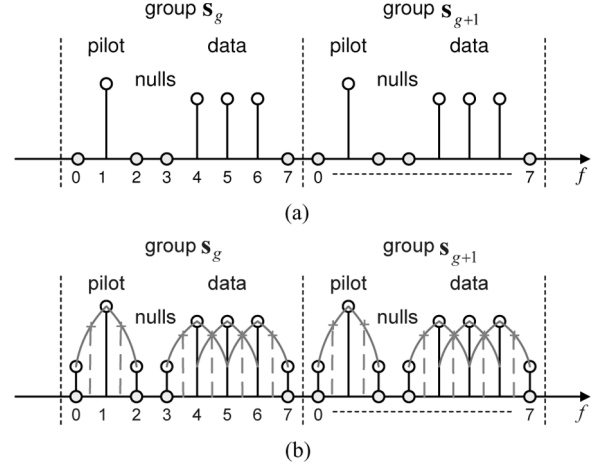 group s_g group s_{g+1}
pilot data pilot data
nulls nulls
0 1 2 3 4 5 6 7 0 7 f
(a)
group s_g group s_{g+1}
pilot data pilot data
nulls nulls
0 1 2 3 4 5 6 7 0 7 f
(b)